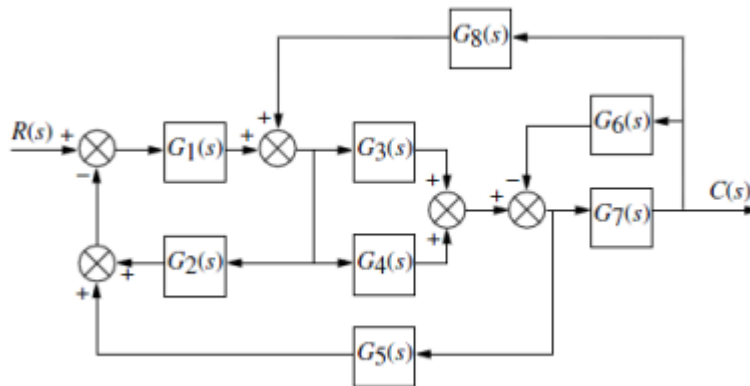 G8(s)
G6(s)
R(s) + + +
G1(s) + G3(s)
− + + − C(s)
G7(s)
+ G2(s) + G4(s)
+
G5(s)